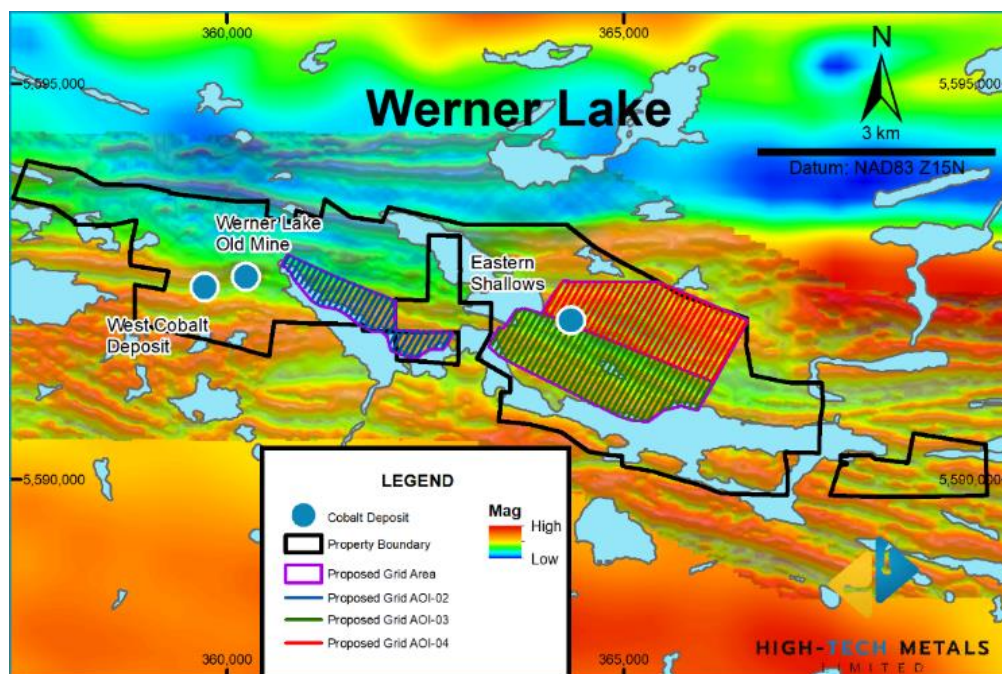 360,000
365,000
5,595,000
5,595,000
N
Werner Lake
3 km
Datum: NAD83 Z15N
Werner Lake
Old Mine
Eastern
Shallows
West Cobalt
Deposit
5,590,000
5,590,000
LEGEND
Cobalt Deposit
Property Boundary
Proposed Grid Area
Proposed Grid AOI-02
Proposed Grid AOI-03
Proposed Grid AOI-04
Mag
High
Low
360,000
365,000
HIGH-TECH METALS
LIMITED